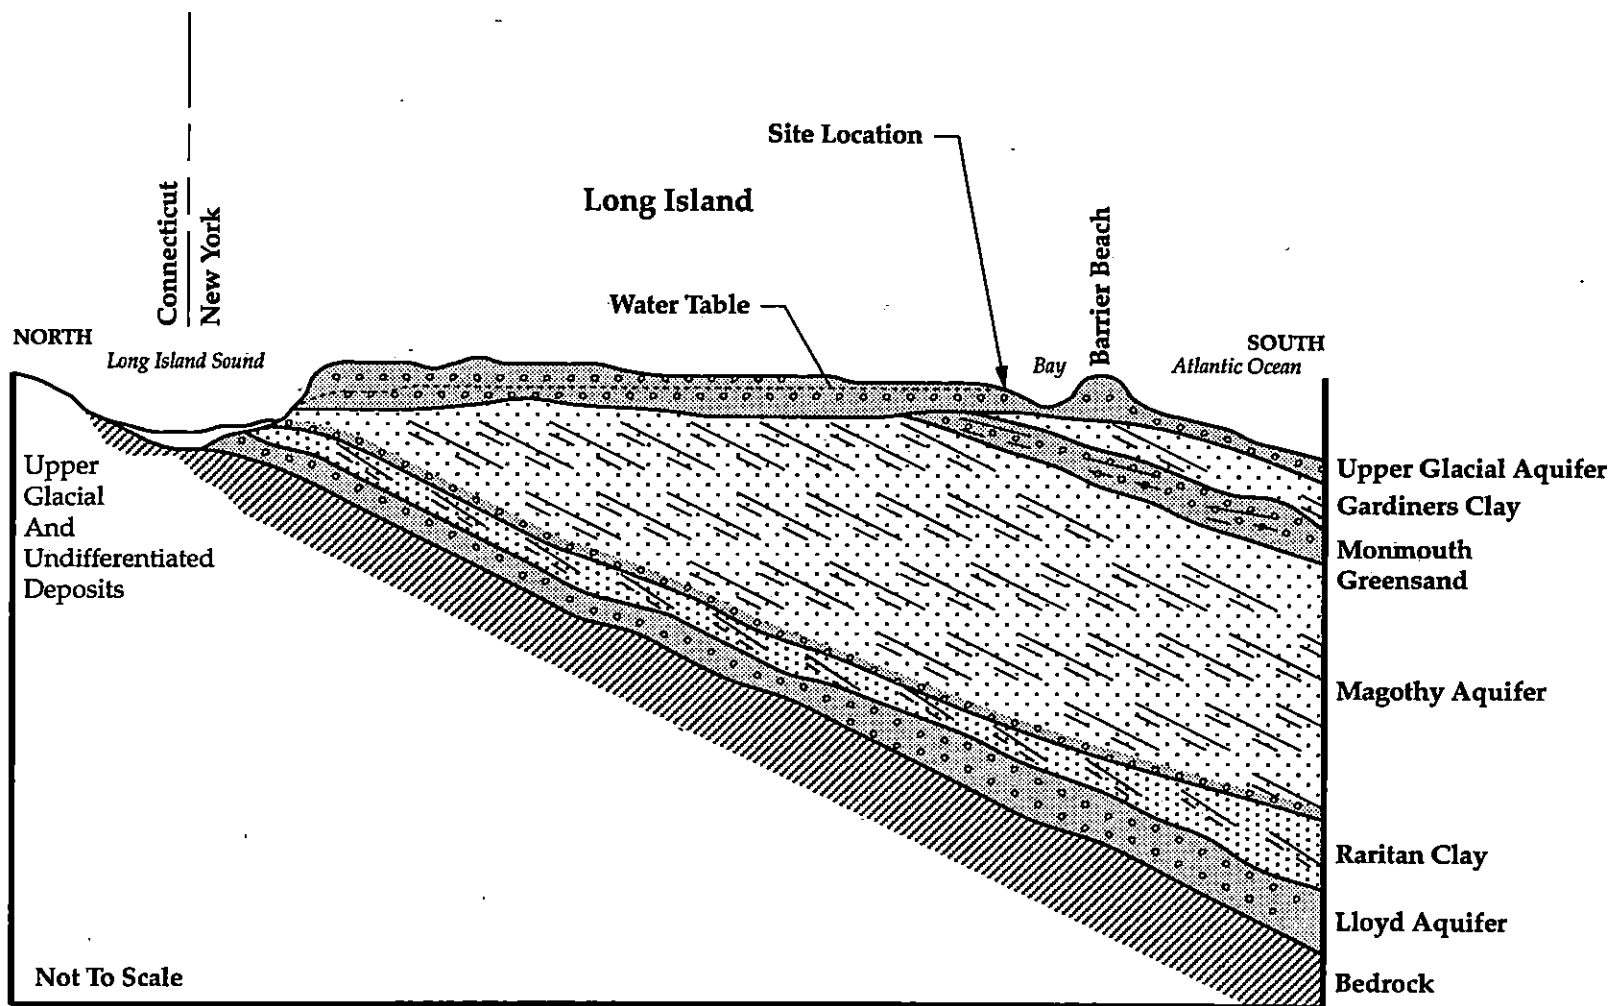 Site Location
Long Island
Connecticut
New York
Barrier Beach
Water Table
NORTH
Long Island Sound
Bay
SOUTH
Atlantic Ocean
Upper
Glacial
And
Undifferentiated
Deposits
Upper Glacial Aquifer
Gardiners Clay
Monmouth
Greensand
Magothy Aquifer
Raritan Clay
Lloyd Aquifer
Bedrock
Not To Scale